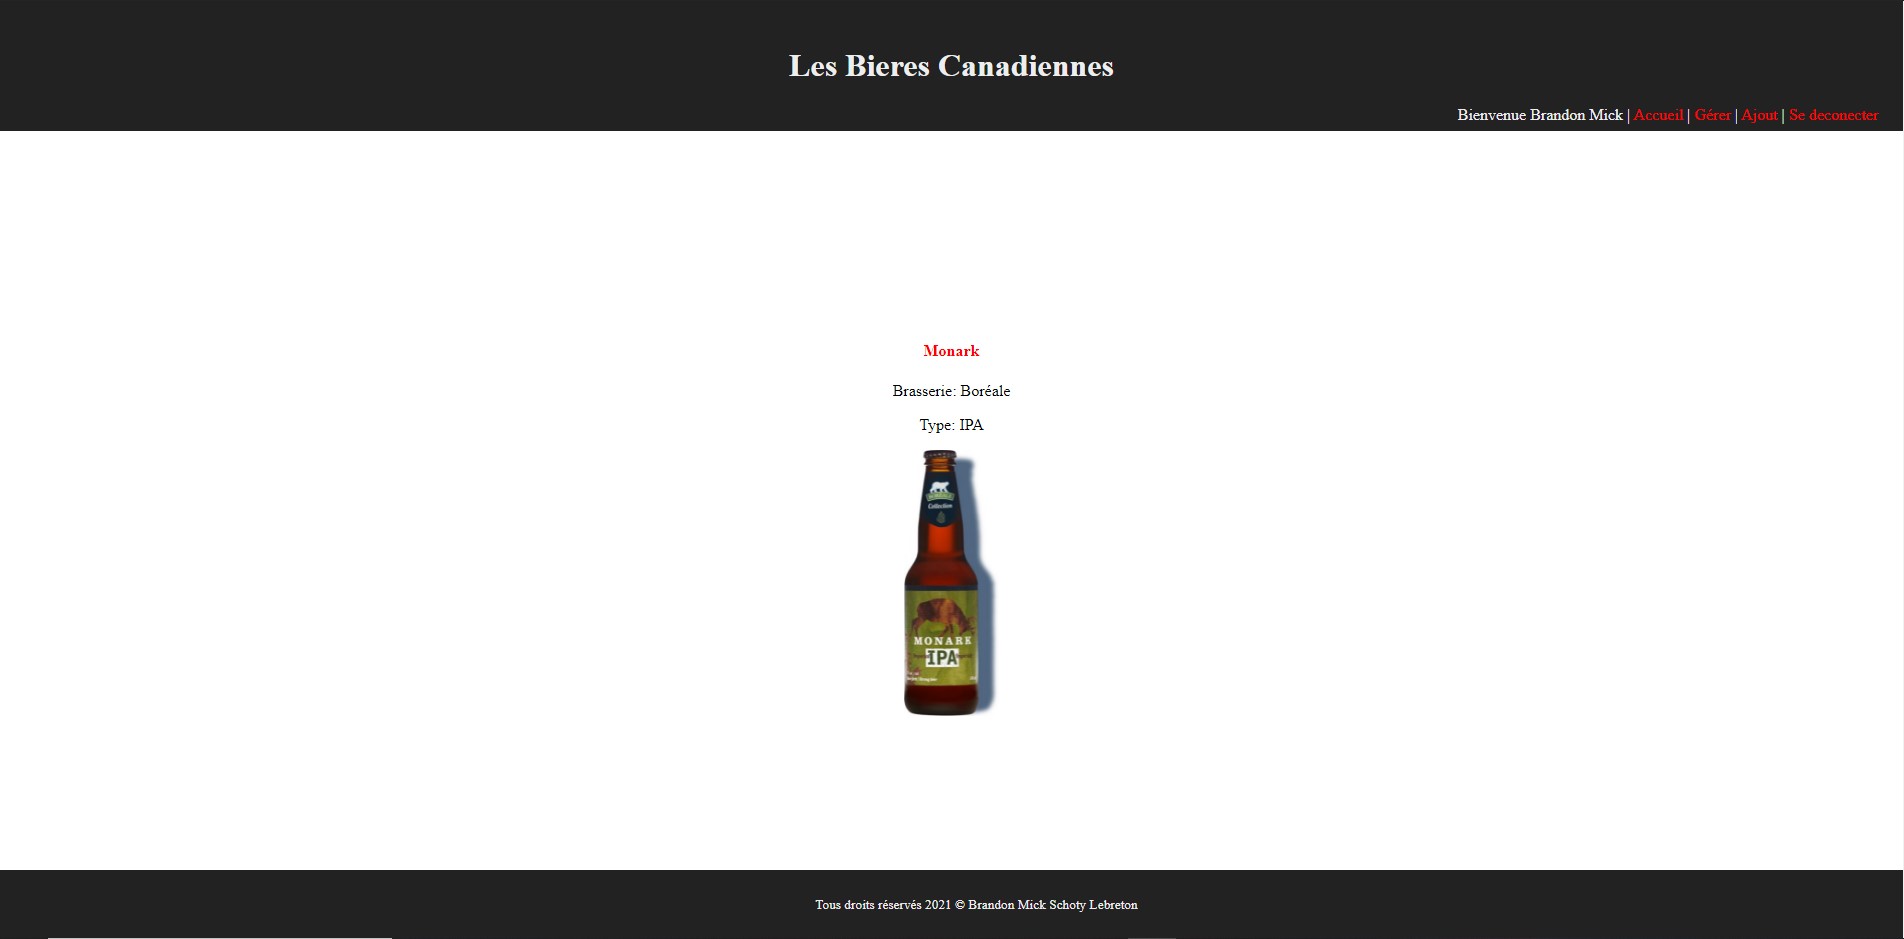 Les Bieres Canadiennes
Bienvenue Brandon Mick | Accueil | Gérer | Ajout | Se deconecter
Monark
Brasserie: Boréale
Type: IPA
Collection
MONARK
IPA
Tous droits réservés 2021 © Brandon Mick Schoty Lebreton